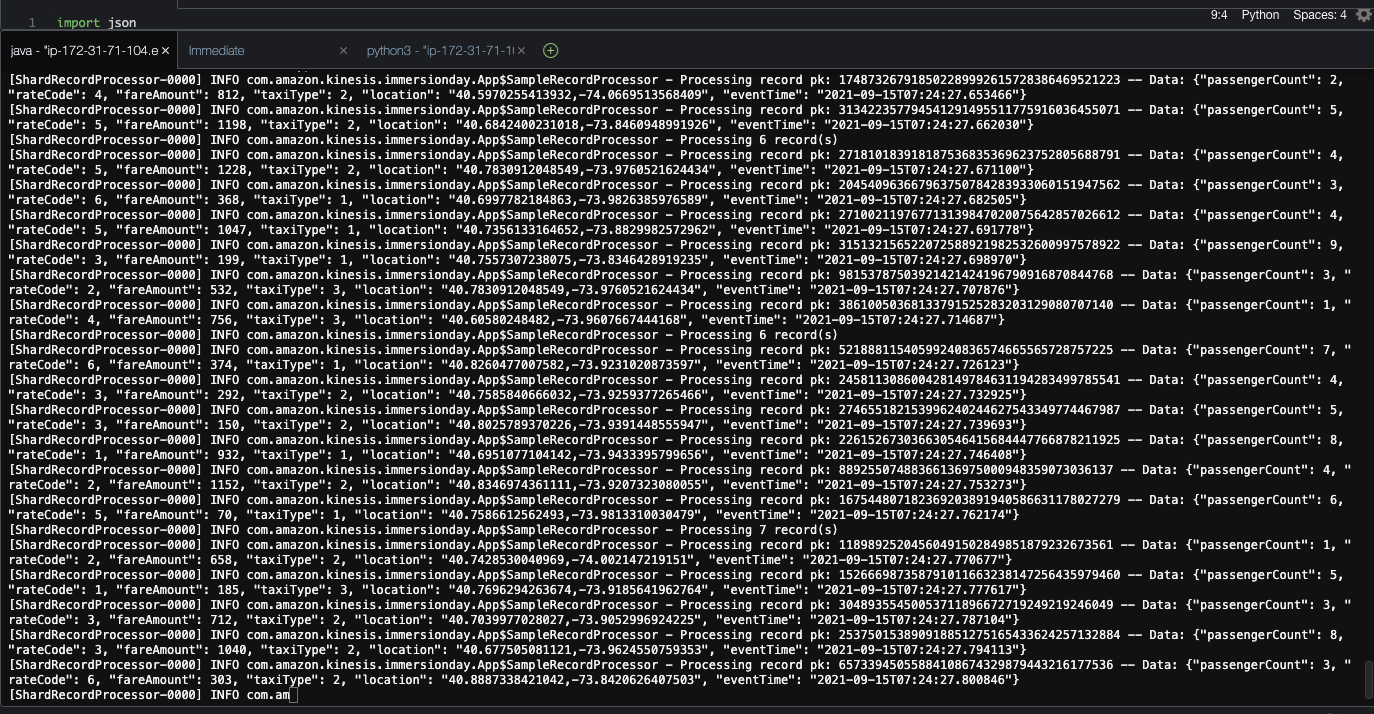 9:4 Python Spaces: 4
1 import json
java - "ip-172-31-71-104.e × Immediate × python3 - "ip-172-31-71-1( ×
[ShardRecordProcessor-0000] INFO com.amazon.kinesis.immersionday.App$SampleRecordProcessor - Processing record pk: 174873267918502289992615728386469521223 -- Data: {"passengerCount": 2,
"rateCode": 4, "fareAmount": 812, "taxiType": 2, "location": "40.5970255413932,-74.0669513568409", "eventTime": "2021-09-15T07:24:27.653466"}
[ShardRecordProcessor-0000] INFO com.amazon.kinesis.immersionday.App$SampleRecordProcessor - Processing record pk: 313422357794541291495511775916036455071 -- Data: {"passengerCount": 5,
"rateCode": 5, "fareAmount": 1198, "taxiType": 2, "location": "40.6842400231018,-73.8460948991926", "eventTime": "2021-09-15T07:24:27.662030"}
[ShardRecordProcessor-0000] INFO com.amazon.kinesis.immersionday.App$SampleRecordProcessor - Processing 6 record(s)
[ShardRecordProcessor-0000] INFO com.amazon.kinesis.immersionday.App$SampleRecordProcessor - Processing record pk: 271810183918187536835369623752805688791 -- Data: {"passengerCount": 4,
"rateCode": 5, "fareAmount": 1228, "taxiType": 2, "location": "40.7830912048549,-73.9760521624434", "eventTime": "2021-09-15T07:24:27.671100"}
[ShardRecordProcessor-0000] INFO com.amazon.kinesis.immersionday.App$SampleRecordProcessor - Processing record pk: 204540963667963750784283933060151947562 -- Data: {"passengerCount": 3,
"rateCode": 6, "fareAmount": 368, "taxiType": 1, "location": "40.6997782184863,-73.9826385976589", "eventTime": "2021-09-15T07:24:27.682505"}
[ShardRecordProcessor-0000] INFO com.amazon.kinesis.immersionday.App$SampleRecordProcessor - Processing record pk: 271002119767713139847020075642857026612 -- Data: {"passengerCount": 4,
"rateCode": 5, "fareAmount": 1047, "taxiType": 1, "location": "40.7356133164652,-73.8829982572962", "eventTime": "2021-09-15T07:24:27.691778"}
[ShardRecordProcessor-0000] INFO com.amazon.kinesis.immersionday.App$SampleRecordProcessor - Processing record pk: 315132156522072588921982532600997578922 -- Data: {"passengerCount": 9,
"rateCode": 3, "fareAmount": 199, "taxiType": 1, "location": "40.7557307238075,-73.8346428919235", "eventTime": "2021-09-15T07:24:27.698970"}
[ShardRecordProcessor-0000] INFO com.amazon.kinesis.immersionday.App$SampleRecordProcessor - Processing record pk: 98153787503921421424196790916870844768 -- Data: {"passengerCount": 3, "
rateCode": 2, "fareAmount": 532, "taxiType": 3, "location": "40.7830912048549,-73.9760521624434", "eventTime": "2021-09-15T07:24:27.707876"}
[ShardRecordProcessor-0000] INFO com.amazon.kinesis.immersionday.App$SampleRecordProcessor - Processing record pk: 38610050368133791525283203129080707140 -- Data: {"passengerCount": 1, "
rateCode": 4, "fareAmount": 756, "taxiType": 3, "location": "40.60580248482,-73.9607667444168", "eventTime": "2021-09-15T07:24:27.714687"}
[ShardRecordProcessor-0000] INFO com.amazon.kinesis.immersionday.App$SampleRecordProcessor - Processing 6 record(s)
[ShardRecordProcessor-0000] INFO com.amazon.kinesis.immersionday.App$SampleRecordProcessor - Processing record pk: 52188811540599240836574665565728757225 -- Data: {"passengerCount": 7, "
rateCode": 6, "fareAmount": 374, "taxiType": 1, "location": "40.8260477007582,-73.9231020873597", "eventTime": "2021-09-15T07:24:27.726123"}
[ShardRecordProcessor-0000] INFO com.amazon.kinesis.immersionday.App$SampleRecordProcessor - Processing record pk: 245811308600428149784631194283499785541 -- Data: {"passengerCount": 4,
"rateCode": 3, "fareAmount": 292, "taxiType": 2, "location": "40.7585840666032,-73.9259377265466", "eventTime": "2021-09-15T07:24:27.732925"}
[ShardRecordProcessor-0000] INFO com.amazon.kinesis.immersionday.App$SampleRecordProcessor - Processing record pk: 274655182153996240244627543349774467987 -- Data: {"passengerCount": 5,
"rateCode": 3, "fareAmount": 150, "taxiType": 2, "location": "40.8025789370226,-73.9391448555947", "eventTime": "2021-09-15T07:24:27.739693"}
[ShardRecordProcessor-0000] INFO com.amazon.kinesis.immersionday.App$SampleRecordProcessor - Processing record pk: 226152673036630546415684447766878211925 -- Data: {"passengerCount": 8,
"rateCode": 1, "fareAmount": 932, "taxiType": 1, "location": "40.6951077104142,-73.9433395799656", "eventTime": "2021-09-15T07:24:27.746408"}
[ShardRecordProcessor-0000] INFO com.amazon.kinesis.immersionday.App$SampleRecordProcessor - Processing record pk: 88925507488366136975000948359073036137 -- Data: {"passengerCount": 4, "
rateCode": 2, "fareAmount": 1152, "taxiType": 2, "location": "40.8346974361111,-73.9207323080055", "eventTime": "2021-09-15T07:24:27.753273"}
[ShardRecordProcessor-0000] INFO com.amazon.kinesis.immersionday.App$SampleRecordProcessor - Processing record pk: 167544807182369203891940586631178027279 -- Data: {"passengerCount": 6,
"rateCode": 5, "fareAmount": 70, "taxiType": 1, "location": "40.7586612562493,-73.9813310030479", "eventTime": "2021-09-15T07:24:27.762174"}
[ShardRecordProcessor-0000] INFO com.amazon.kinesis.immersionday.App$SampleRecordProcessor - Processing 7 record(s)
[ShardRecordProcessor-0000] INFO com.amazon.kinesis.immersionday.App$SampleRecordProcessor - Processing record pk: 11898925204560491502849851879232673561 -- Data: {"passengerCount": 1, "
rateCode": 2, "fareAmount": 658, "taxiType": 2, "location": "40.7428530040969,-74.002147219151", "eventTime": "2021-09-15T07:24:27.770677"}
[ShardRecordProcessor-0000] INFO com.amazon.kinesis.immersionday.App$SampleRecordProcessor - Processing record pk: 152666987358791011663238147256435979460 -- Data: {"passengerCount": 5,
"rateCode": 1, "fareAmount": 185, "taxiType": 3, "location": "40.7696294263674,-73.9185641962764", "eventTime": "2021-09-15T07:24:27.777617"}
[ShardRecordProcessor-0000] INFO com.amazon.kinesis.immersionday.App$SampleRecordProcessor - Processing record pk: 30489355450053711896672719249219246049 -- Data: {"passengerCount": 3, "
rateCode": 3, "fareAmount": 712, "taxiType": 2, "location": "40.7039977028027,-73.9052996924225", "eventTime": "2021-09-15T07:24:27.787104"}
[ShardRecordProcessor-0000] INFO com.amazon.kinesis.immersionday.App$SampleRecordProcessor - Processing record pk: 253750153890918851275165433624257132884 -- Data: {"passengerCount": 8,
"rateCode": 3, "fareAmount": 1040, "taxiType": 2, "location": "40.677505081121,-73.9624550759353", "eventTime": "2021-09-15T07:24:27.794113"}
[ShardRecordProcessor-0000] INFO com.amazon.kinesis.immersionday.App$SampleRecordProcessor - Processing record pk: 65733945055884108674329879443216177536 -- Data: {"passengerCount": 3, "
rateCode": 6, "fareAmount": 303, "taxiType": 2, "location": "40.8887338421042,-73.8420626407503", "eventTime": "2021-09-15T07:24:27.800846"}
[ShardRecordProcessor-0000] INFO com.am